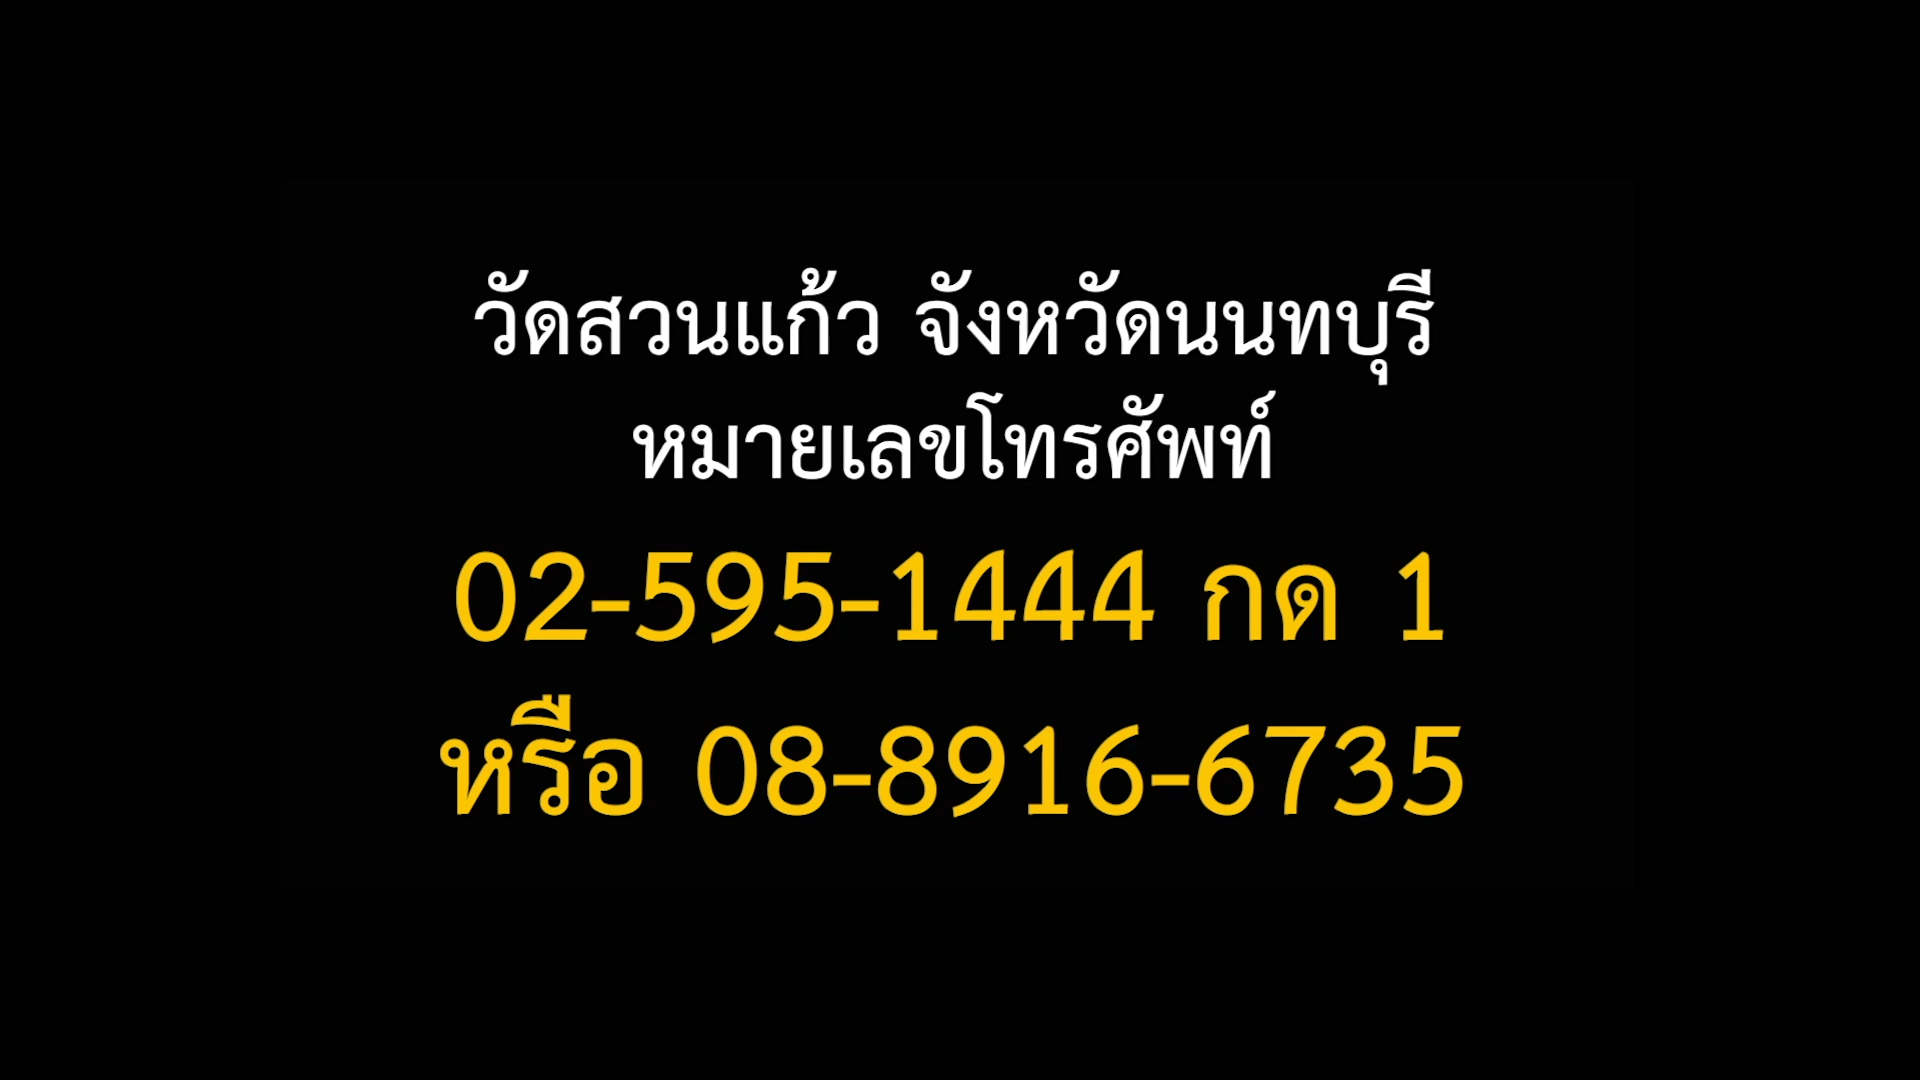 วัดสวนแก้ว จังหวัดนนทบุรี
หมายเลขโทรศัพท์
02-595-1444 กด 1
หรือ 08-8916-6735